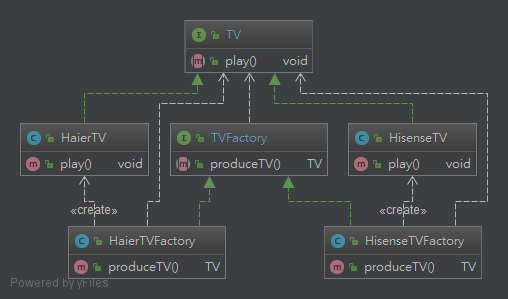 TV
play() void
HaierTV
play() void
TVFactory
produceTV() TV
HisenseTV
play() void
«create»
«create»
HaierTVFactory
produceTV() TV
HisenseTVFactory
produceTV() TV
Powered by yFiles